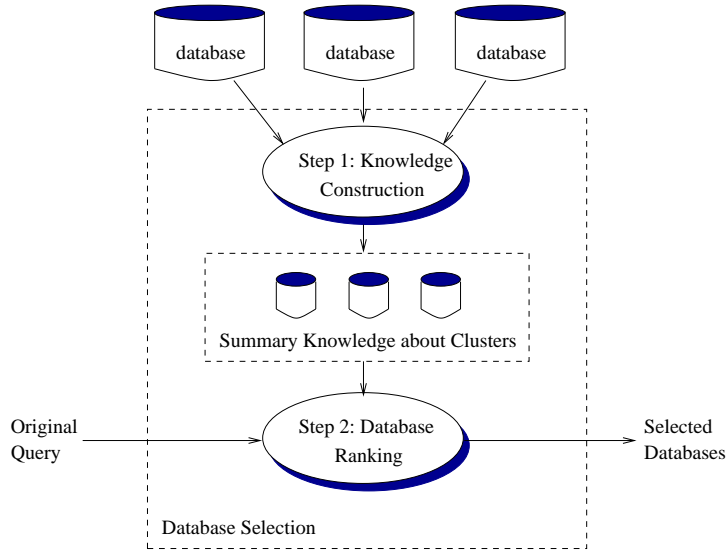 database
database
database
Step 1: Knowledge
Construction
Summary Knowledge about Clusters
Original
Query
Step 2: Database
Ranking
Selected
Databases
Database Selection